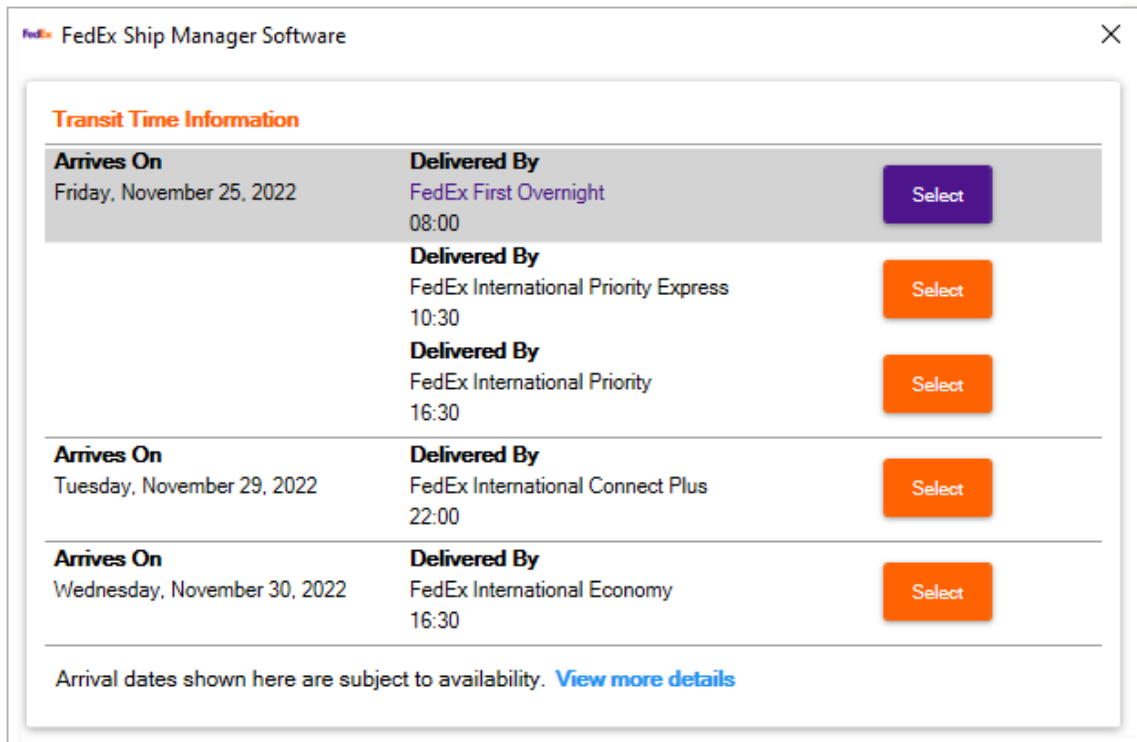 FedEx FedEx Ship Manager Software
Transit Time Information
Arrives On Delivered By
Friday, November 25, 2022 FedEx First Overnight Select
08:00
Delivered By
FedEx International Priority Express Select
10:30
Delivered By
FedEx International Priority Select
16:30
Arrives On Delivered By
Tuesday, November 29, 2022 FedEx International Connect Plus Select
22:00
Arrives On Delivered By
Wednesday, November 30, 2022 FedEx International Economy Select
16:30
Arrival dates shown here are subject to availability. View more details